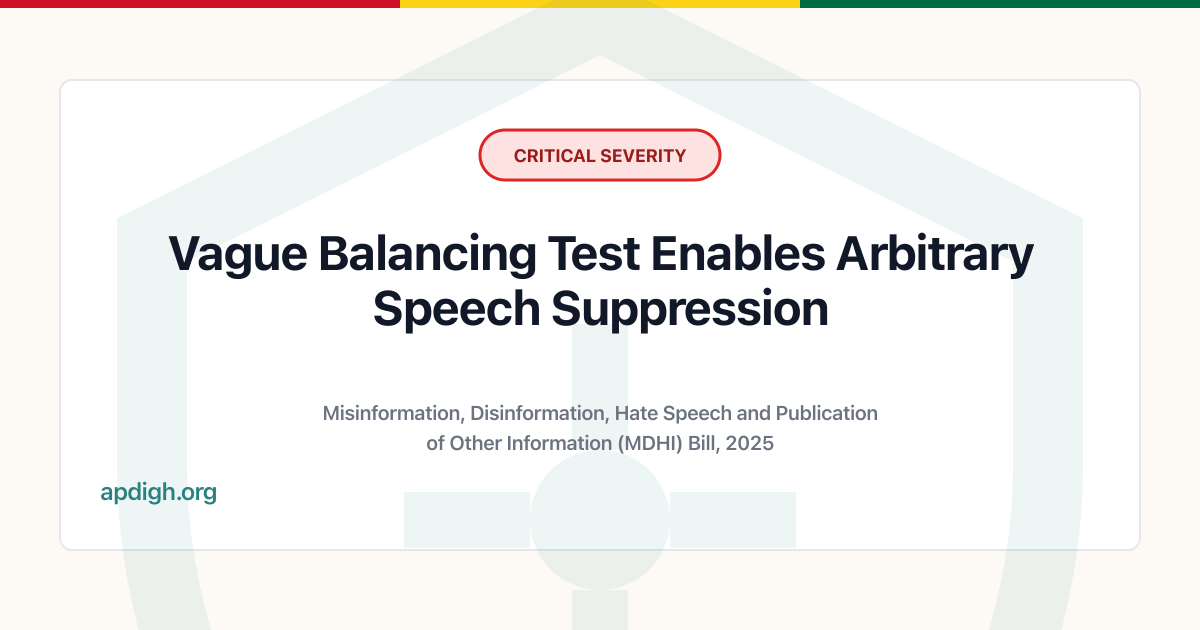 CRITICAL SEVERITY
Vague Balancing Test Enables Arbitrary
Speech Suppression
Misinformation, Disinformation, Hate Speech and Publication
of Other Information (MDHI) Bill, 2025
apdigh.org